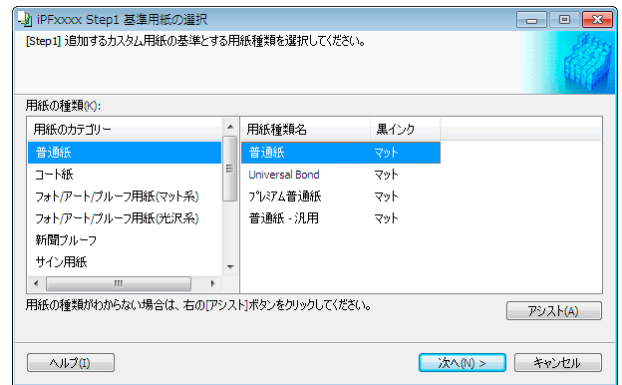 iPFxxxx Step1 基準用紙の選択
[Step1] 追加するカスタム用紙の基準とする用紙種類を選択してください。
用紙の種類(K):
用紙のカテゴリー
普通紙
コート紙
フォト/アート/プルーフ用紙(マット系)
フォト/アート/プルーフ用紙(光沢系)
新聞プルーフ
サイン用紙
用紙種類名 黒インク
普通紙 マット
Universal Bond マット
プレミアム普通紙 マット
普通紙 - 汎用 マット
用紙の種類がわからない場合は、右の[アシスト]ボタンをクリックしてください。
アシスト(A)
ヘルプ(I)
次へ(N) >
キャンセル